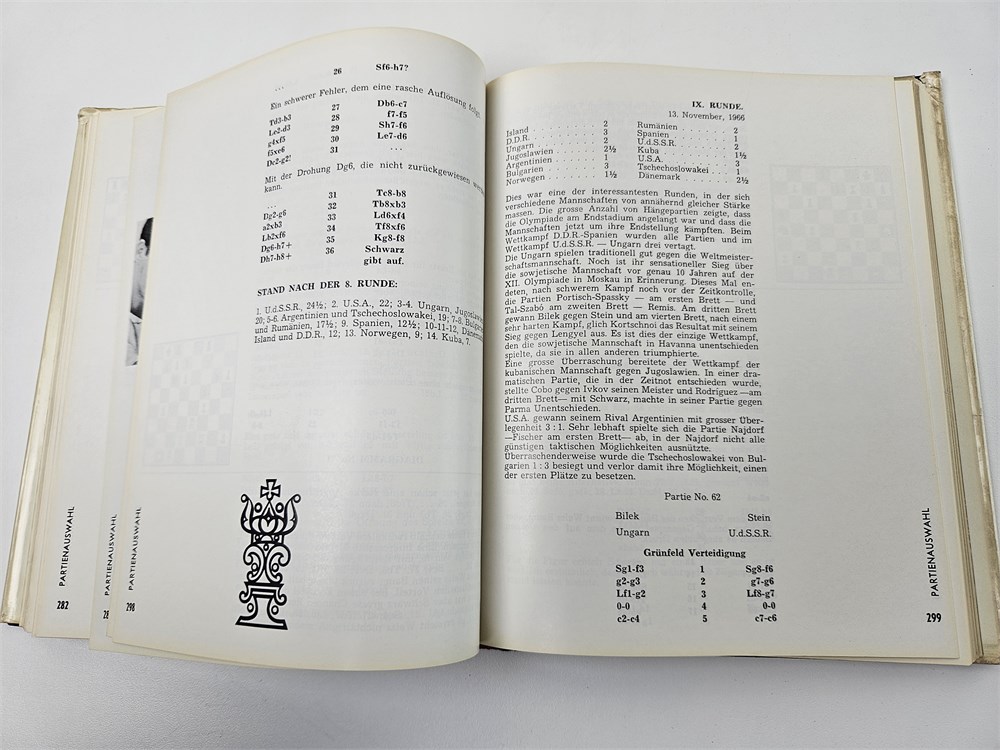 ...
26 Sf6-h7?
Ein schwerer Fehler, dem eine rasche Auflösung folgt.
Td3-b3 27 Db6-c7
Le2-d3 28 f7-f5
g4xf5 29 Sh7-f6
f5xe6 30 Le7-d6
Dc2-g2! 31 ...
Mit der Drohung Dg6, die nicht zurückgewiesen werden
kann.
... 31 Tc8-b8
Dg2-g6 32 Tb8xb3
a2xb3 33 Ld6xf4
Lb2xf6 34 Tf8xf6
Dg6-h7+ 35 Kg8-f8
Dh7-h8+ 36 Schwarz
gibt auf.
STAND NACH DER 8. RUNDE:
1. U.d.S.S.R., 24½; 2. U.S.A., 22; 3-4. Ungarn, Jugoslawien
20; 5-6. Argentinien und Tschechoslowakei, 19; 7-8. Bulgarien
und Rumänien, 17½; 9. Spanien, 12½; 10-11-12, Dänemark,
Island und D.D.R., 12; 13. Norwegen, 9; 14. Kuba, 7.
PARTIENAUSWAHL
282
PARTIENAUSWAHL
PARTIENAUSWAHL
298
IX. RUNDE.
13. November, 1966
Island . . . . . . . 2 Rumänien . . . . . . 2
D.D.R. . . . . . . . 3 Spanien . . . . . . . 1
Ungarn . . . . . . . 2 U.d.S.S.R. . . . . . . 2
Jugoslawien . . . . . 2½ Kuba . . . . . . . . 1½
Argentinien . . . . . 1 U.S.A. . . . . . . . 3
Bulgarien . . . . . . 3 Tschechoslowakei . . . 1
Norwegen . . . . . . 1½ Dänemark . . . . . . 2½
Dies war eine der interessantesten Runden, in der sich
verschiedene Mannschaften von annähernd gleicher Stärke
massen. Die grosse Anzahl von Hängepartien zeigte, dass
die Olympiade am Endstadium angelangt war und dass die
Mannschaften jetzt um ihre Endstellung kämpften. Beim
Wettkampf D.D.R.-Spanien wurden alle Partien und im
Wettkampf U.d.S.S.R. — Ungarn drei vertagt.
Die Ungarn spielen traditionell gut gegen die Weltmeister-
schaftsmannschaft. Noch ist ihr sensationeller Sieg über
die sowjetische Mannschaft vor genau 10 Jahren auf der
XII. Olympiade in Moskau in Erinnerung. Dieses Mal en-
deten, nach schwerem Kampf noch vor der Zeitkontrolle,
die Partien Portisch-Spassky — am ersten Brett — und
Tal-Szabó am zweiten Brett — Remis. Am dritten Brett
gewann Bilek gegen Stein und am vierten Brett, nach einem
sehr harten Kampf, glich Kortschnoi das Resultat mit seinem
Sieg gegen Lengyel aus. Es ist dies der einzige Wettkampf,
den die sowjetische Mannschaft in Havanna unentschieden
spielte, da sie in allen anderen triumphierte.
Eine grosse Überraschung bereitete der Wettkampf der
kubanischen Mannschaft gegen Jugoslawien. In einer dra-
matischen Partie, die in der Zeitnot entschieden wurde,
stellte Cobo gegen Ivkov seinen Meister und Rodríguez —am
dritten Brett— mit Schwarz, machte in seiner Partie gegen
Parma Unentschieden.
U.S.A. gewann seinem Rival Argentinien mit grosser Über-
legenheit 3 : 1. Sehr lebhaft spielte sich die Partie Najdorf
—Fischer am ersten Brett— ab, in der Najdorf nicht alle
günstigen taktischen Möglichkeiten ausnützte.
Überraschenderweise wurde die Tschechoslowakei von Bul-
garien 1 : 3 besiegt und verlor damit ihre Möglichkeit, einen
der ersten Plätze zu besetzen.
Partie No. 62
Bilek Stein
Ungarn U.d.S.S.R.
Grünfeld Verteidigung
Sg1-f3 1 Sg8-f6
g2-g3 2 g7-g6
Lf1-g2 3 Lf8-g7
0-0 4 0-0
c2-c4 5 c7-c6
PARTIENAUSWAHL
299